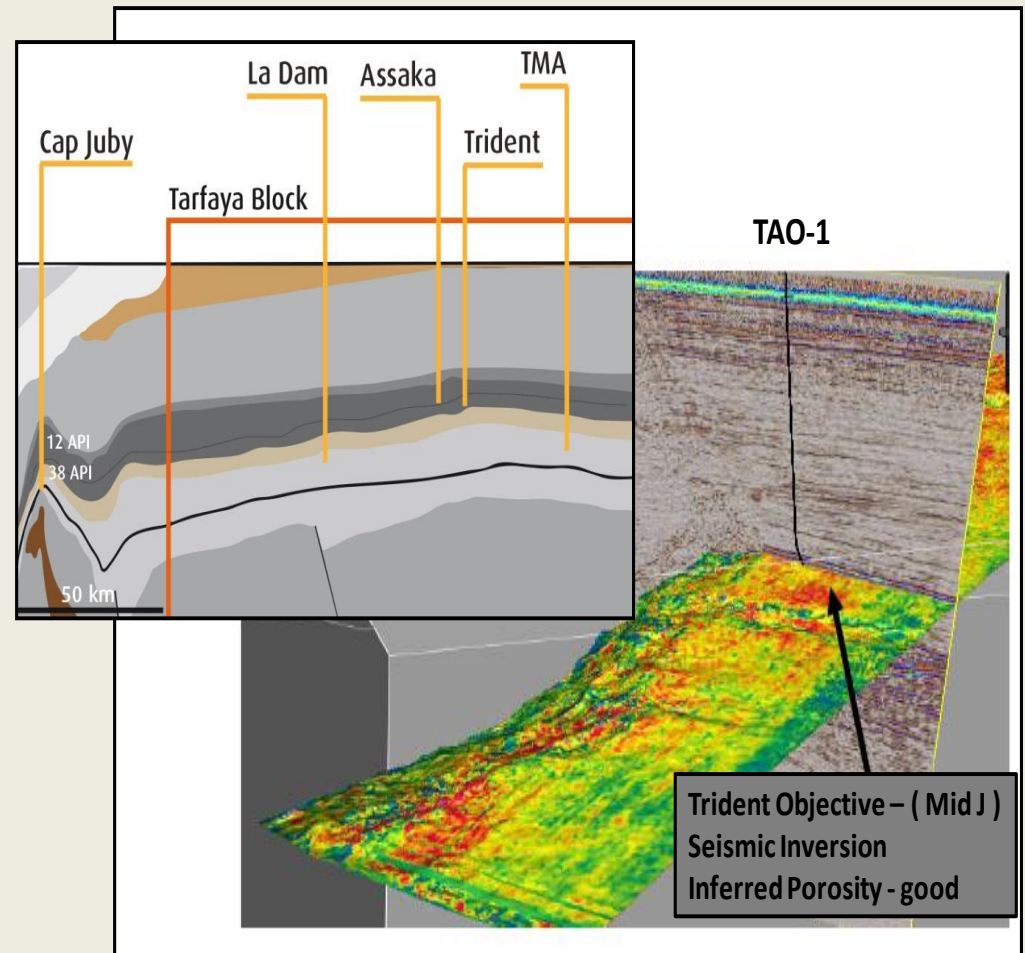 La Dam
Assaka
TMA
Cap Juby
Trident
Tarfaya Block
TAO-1
12 API
38 API
50 km
Trident Objective – ( Mid J )
Seismic Inversion
Inferred Porosity - good